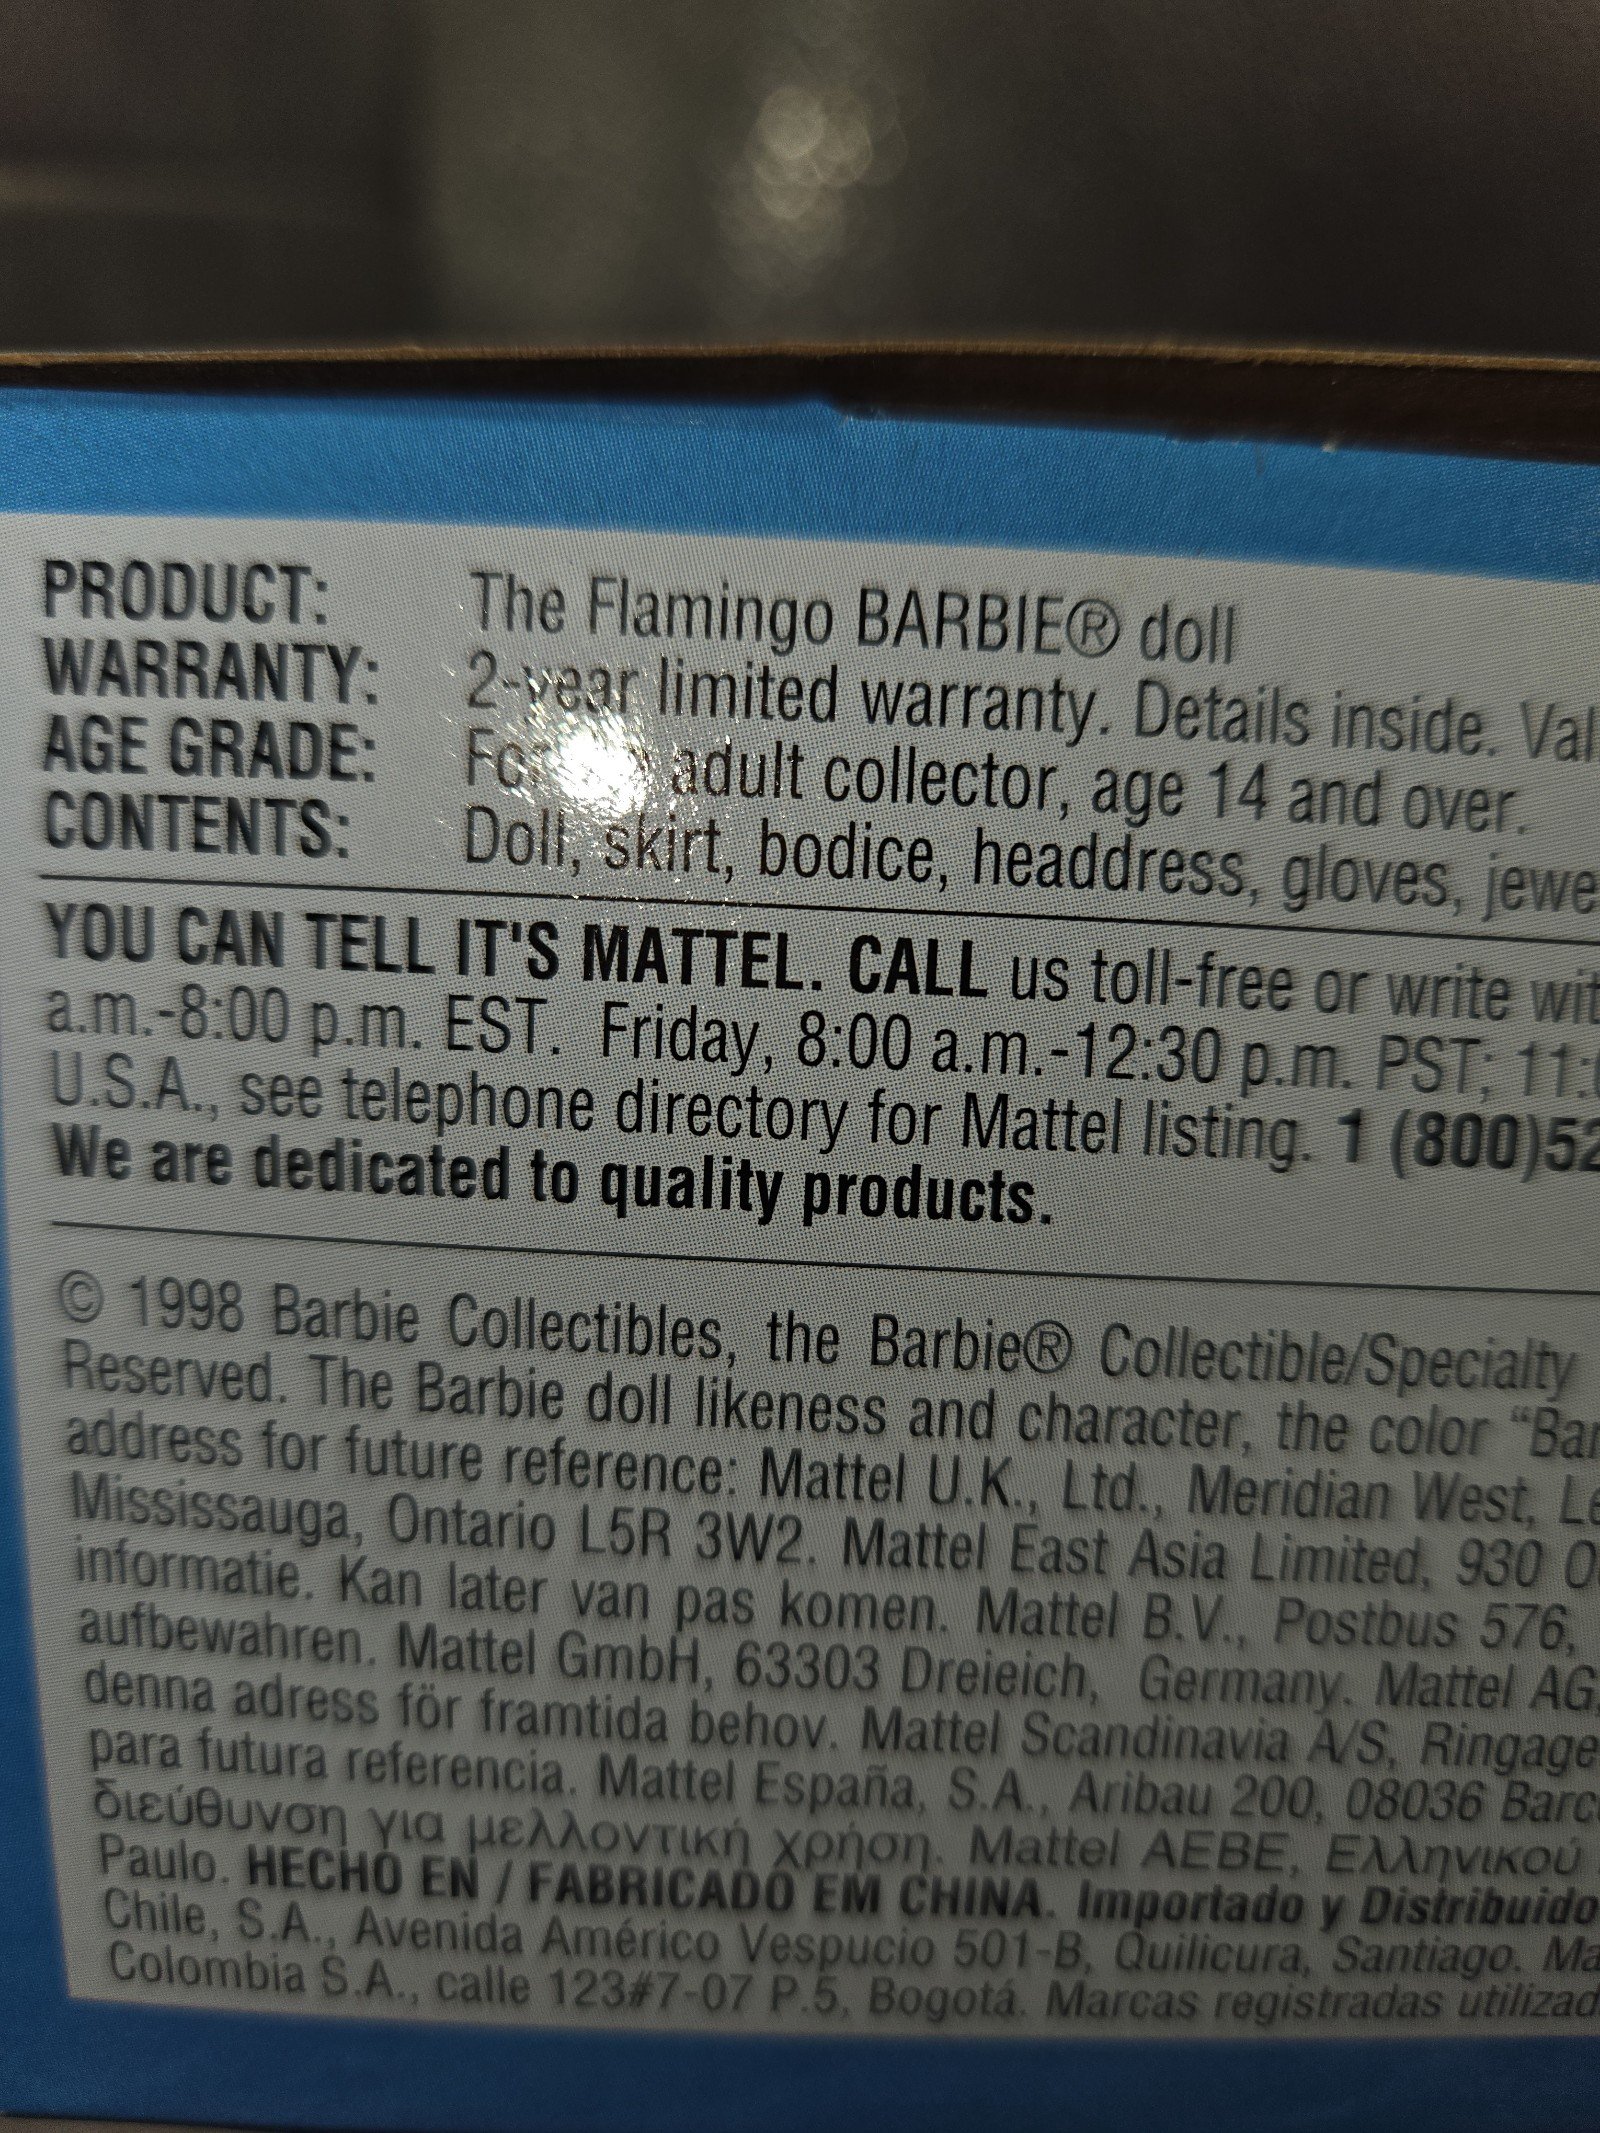 PRODUCT: The Flamingo BARBIE® doll
WARRANTY: 2-year limited warranty. Details inside. Val
AGE GRADE: adult collector, age 14 and over.
CONTENTS: Doll, skirt, bodice, headdress, gloves, jewe
YOU CAN TELL IT'S MATTEL. CALL us toll-free or write wit
a.m.-8:00 p.m. EST. Friday, 8:00 a.m.-12:30 p.m. PST; 11:0
U.S.A., see telephone directory for Mattel listing. 1 (800)52
We are dedicated to quality products.
© 1998 Barbie Collectibles, the Barbie® Collectible/Specialty
Reserved. The Barbie doll likeness and character, the color “Bar
address for future reference: Mattel U.K., Ltd., Meridian West, Le
Mississauga, Ontario L5R 3W2. Mattel East Asia Limited, 930 O
informatie. Kan later van pas komen. Mattel B.V., Postbus 576,
aufbewahren. Mattel GmbH, 63303 Dreieich, Germany. Mattel AG,
denna adress för framtida behov. Mattel Scandinavia A/S, Ringage
para futura referencia. Mattel España, S.A., Aribau 200, 08036 Barc
διεύθυνση για μελλοντική χρήση. Mattel AEBE, Ελληνικού
Paulo. HECHO EN / FABRICADO EM CHINA. Importado y Distribuido
Chile, S.A., Avenida Américo Vespucio 501-B, Quilicura, Santiago. Ma
Colombia S.A., calle 123#7-07 P.5, Bogotá. Marcas registradas utilizad